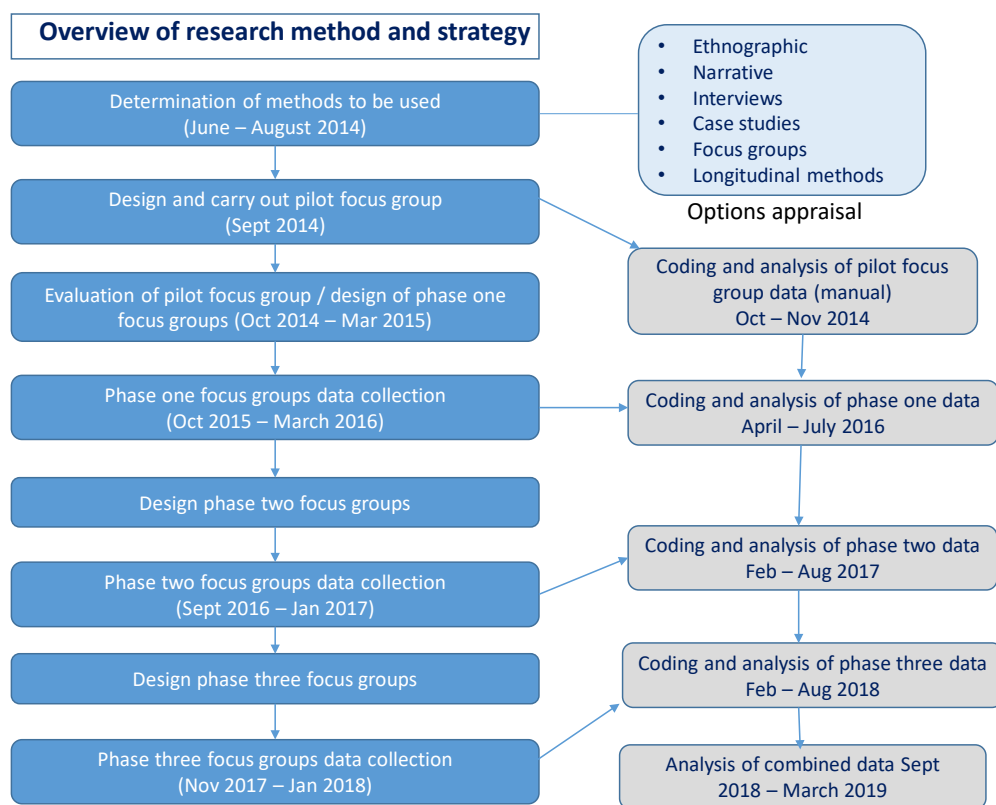 Overview of research method and strategy
• Ethnographic
• Narrative
• Interviews
• Case studies
• Focus groups
• Longitudinal methods
Options appraisal
Determination of methods to be used
(June – August 2014)
Design and carry out pilot focus group
(Sept 2014)
Evaluation of pilot focus group / design of phase one
focus groups (Oct 2014 – Mar 2015)
Phase one focus groups data collection
(Oct 2015 – March 2016)
Design phase two focus groups
Phase two focus groups data collection
(Sept 2016 – Jan 2017)
Design phase three focus groups
Phase three focus groups data collection
(Nov 2017 – Jan 2018)
Coding and analysis of pilot focus
group data (manual)
Oct – Nov 2014
Coding and analysis of phase one data
April – July 2016
Coding and analysis of phase two data
Feb – Aug 2017
Coding and analysis of phase three data
Feb – Aug 2018
Analysis of combined data Sept
2018 – March 2019